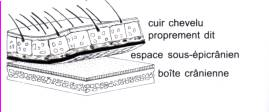 cuir chevelu
proprement dit
espace sous-épicrânien
boîte crânienne